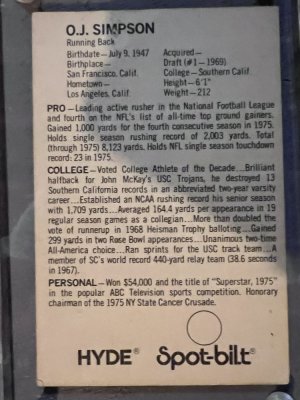 O.J. SIMPSON
Running Back
Birthdate—July 9, 1947 Acquired—
Birthplace— Draft (#1—1969)
San Francisco, Calif. College—Southern Calif.
Hometown— Height—6'1"
Los Angeles, Calif. Weight—212
PRO—Leading active rusher in the National Football League
and fourth on the NFL's list of all-time top ground gainers.
Gained 1,000 yards for the fourth consecutive season in 1975.
Holds single season rushing record of 2,003 yards. Total
(through 1975) 8,123 yards. Holds NFL single season touchdown
record: 23 in 1975.
COLLEGE—Voted College Athlete of the Decade...Brilliant
halfback for John McKay's USC Trojans, he destroyed 13
Southern California records in an abbreviated two-year varsity
career...Established an NCAA rushing record his senior season
with 1,709 yards...Averaged 164.4 yards per appearance in 19
regular season games as a collegian...More than doubled the
vote of runnerup in 1968 Heisman Trophy balloting...Gained
299 yards in two Rose Bowl appearances...Unanimous two-time
All-America choice...Ran sprints for the USC track team...A
member of SC's world record 440-yard relay team (38.6 seconds
in 1967).
PERSONAL—Won $54,000 and the title of "Superstar, 1975"
in the popular ABC Television sports competition. Honorary
chairman of the 1975 NY State Cancer Crusade.
HYDE® Spot-bilt®